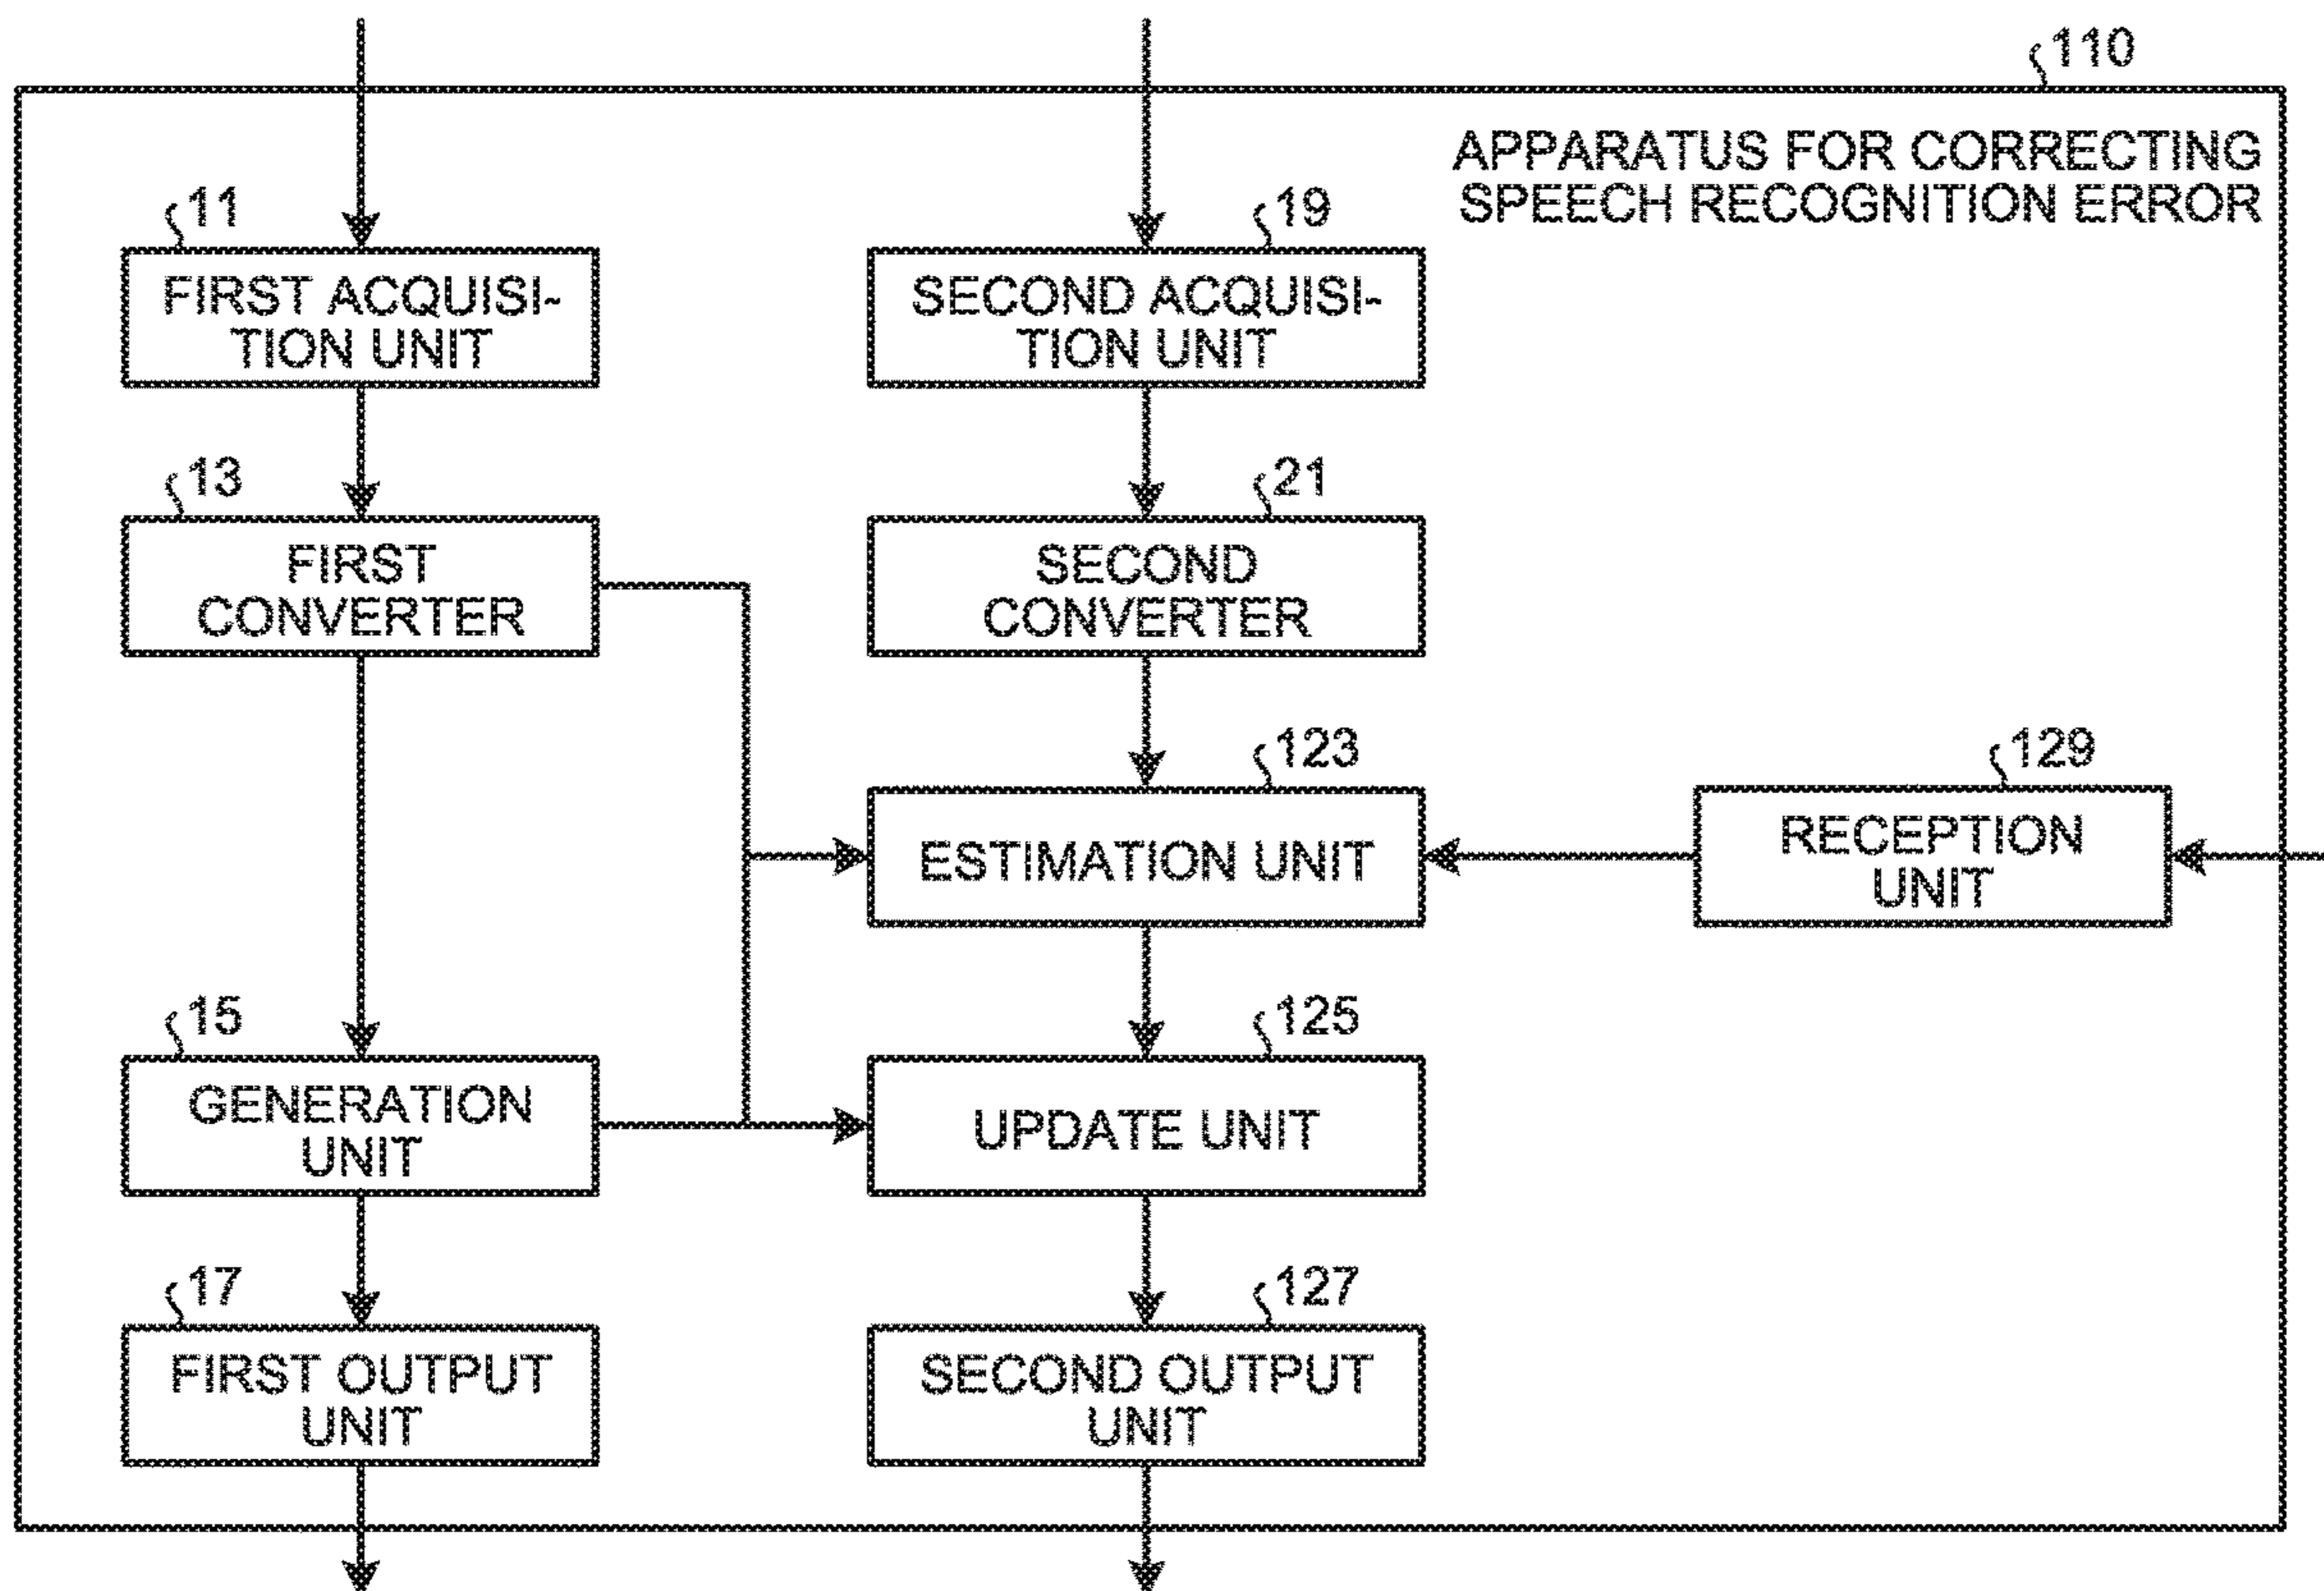 110
APPARATUS FOR CORRECTING
SPEECH RECOGNITION ERROR
11
FIRST ACQUISI-
TION UNIT
19
SECOND ACQUISI-
TION UNIT
13
FIRST
CONVERTER
21
SECOND
CONVERTER
123
ESTIMATION UNIT
129
RECEPTION
UNIT
15
GENERATION
UNIT
125
UPDATE UNIT
17
FIRST OUTPUT
UNIT
127
SECOND OUTPUT
UNIT